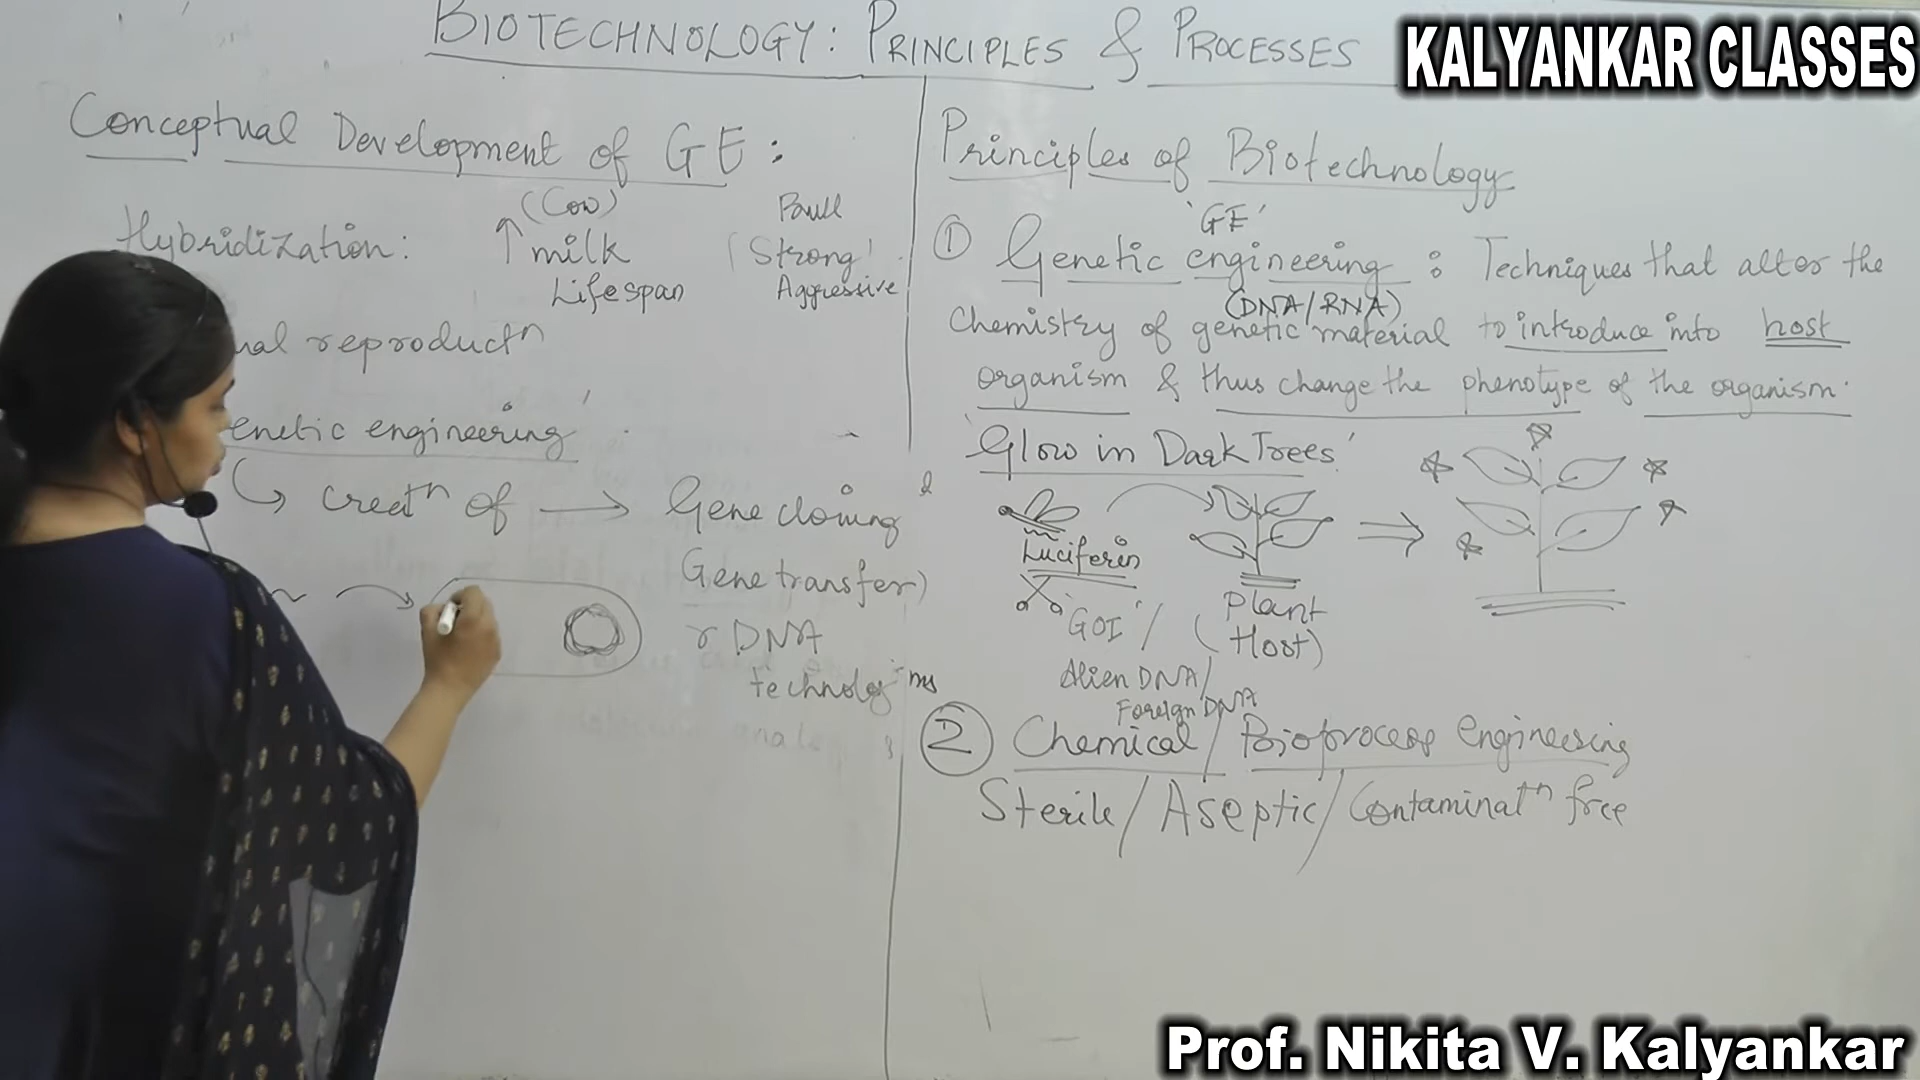 BIOTECHNOLOGY: PRINCIPLES & PROCESSES
KALYANKAR CLASSES
Conceptual Development of GE:
Hybridization:
(Cow)
↑ milk
Lifespan
Bull
'Strong'
Aggressive
ual reproductⁿ
enetic engineering'
↳ creatⁿ of → Gene cloning
Gene transfer)
r DNA
technolog
Principles of Biotechnology
'GE'
① Genetic engineering : Techniques that alter the
(DNA/RNA)
Chemistry of genetic material to introduce into host
organism & thus change the phenotype of the organism.
'Glow in Dark Trees'
Luciferin
'GOI' /
Alien DNA/
Foreign DNA
Plant
(Host)
② Chemical / Bioprocess engineering
Sterile/Aseptic/Contaminatⁿ free
Prof. Nikita V. Kalyankar